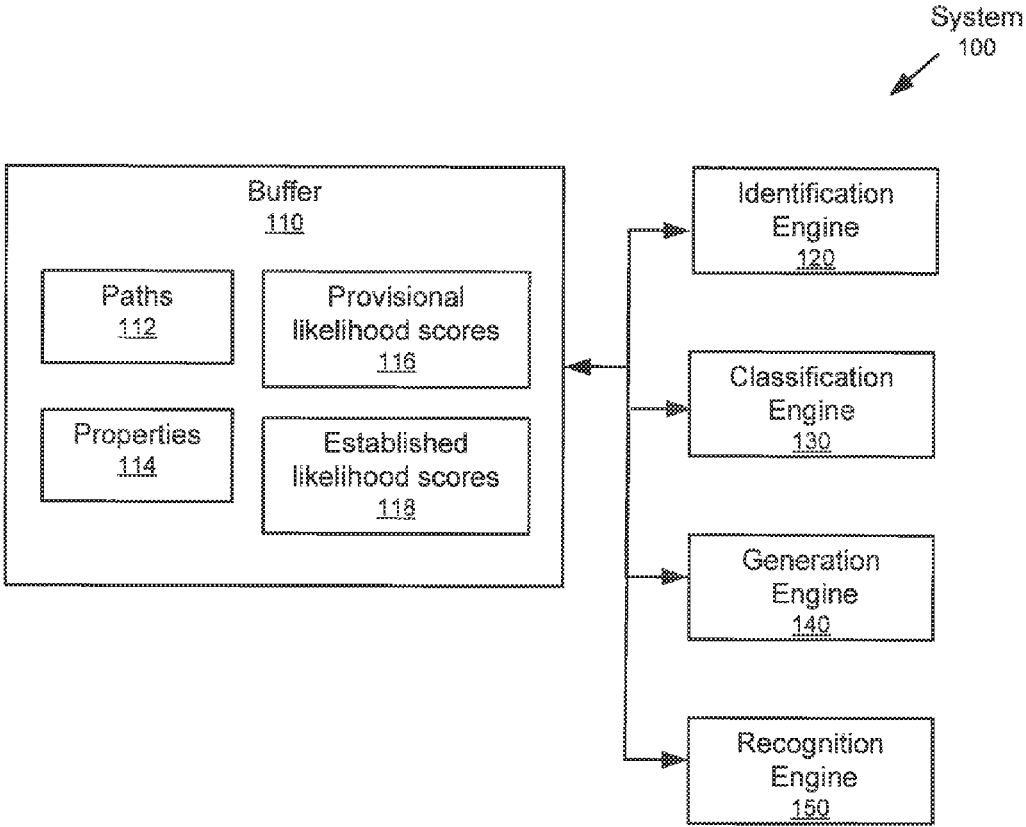 System
100
Buffer
110
Paths
112
Provisional
likelihood scores
116
Properties
114
Established
likelihood scores
118
Identification
Engine
120
Classification
Engine
130
Generation
Engine
140
Recognition
Engine
150